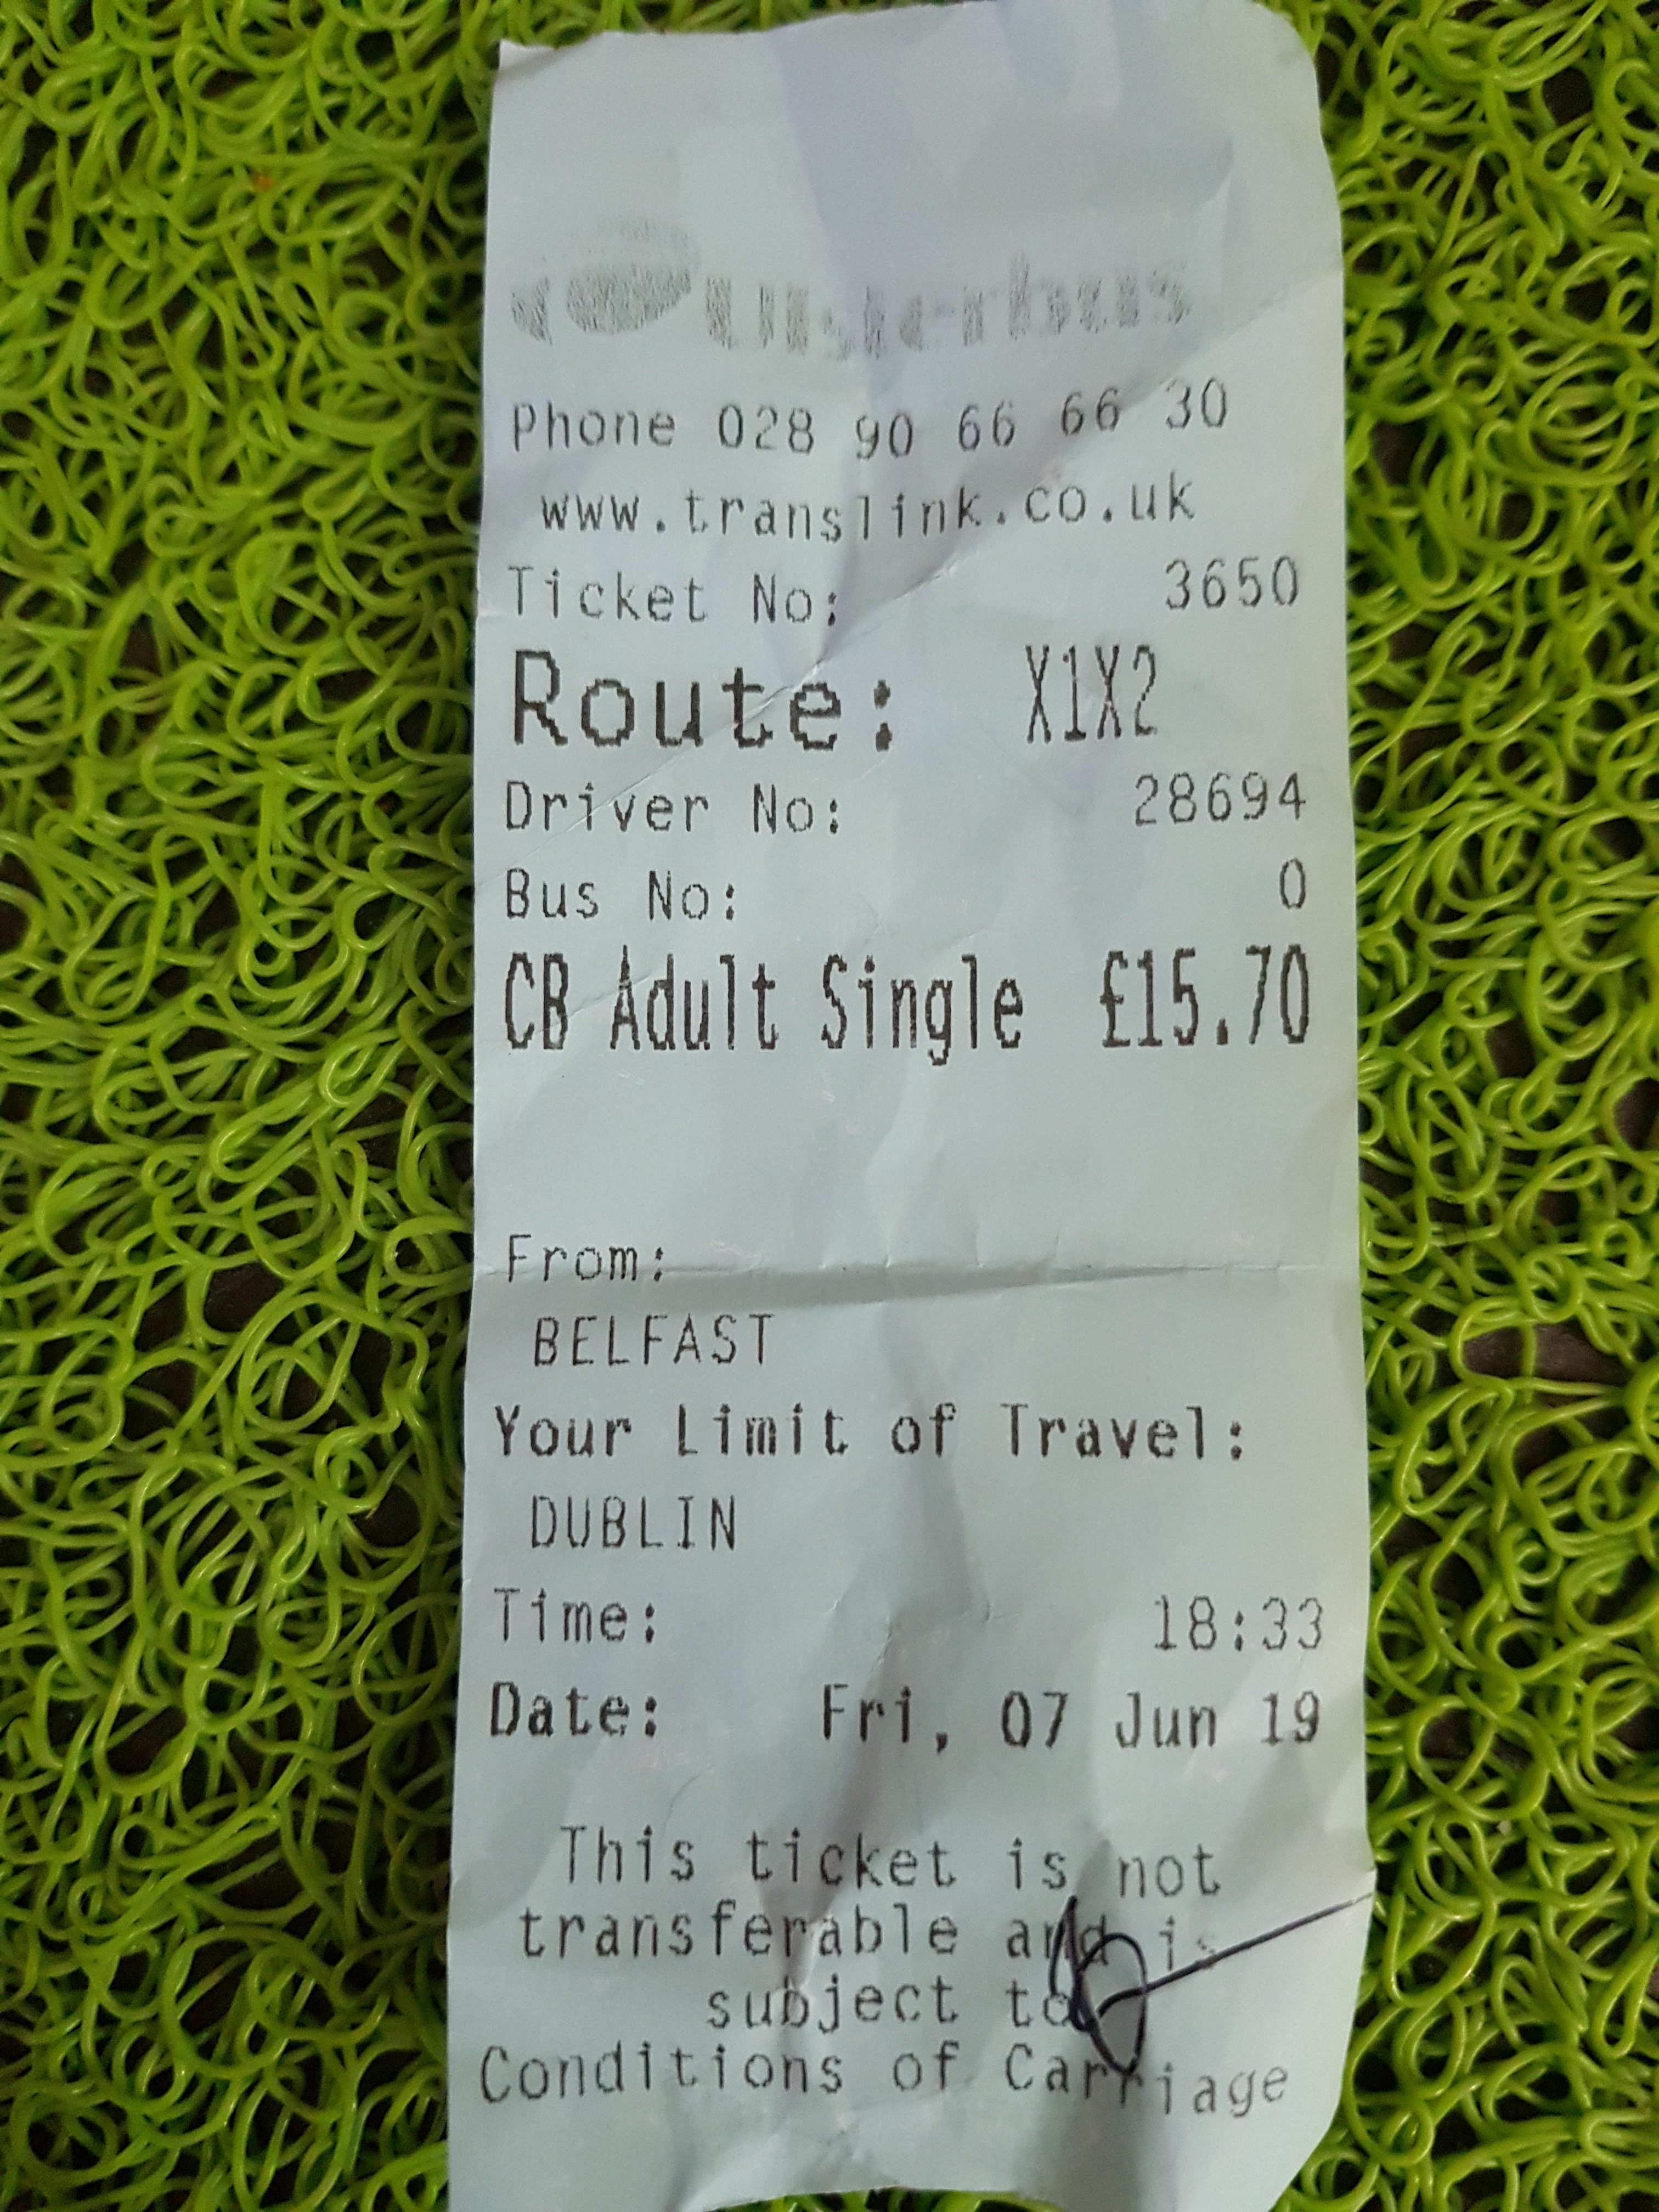 Ulsterbus
Phone 028 90 66 66 30
www.translink.co.uk
Ticket No: 3650
Route: X1X2
Driver No: 28694
Bus No: 0
CB Adult Single £15.70
From:
BELFAST
Your Limit of Travel:
DUBLIN
Time: 18:33
Date: Fri, 07 Jun 19
This ticket is not
transferable and is
subject to
Conditions of Carriage